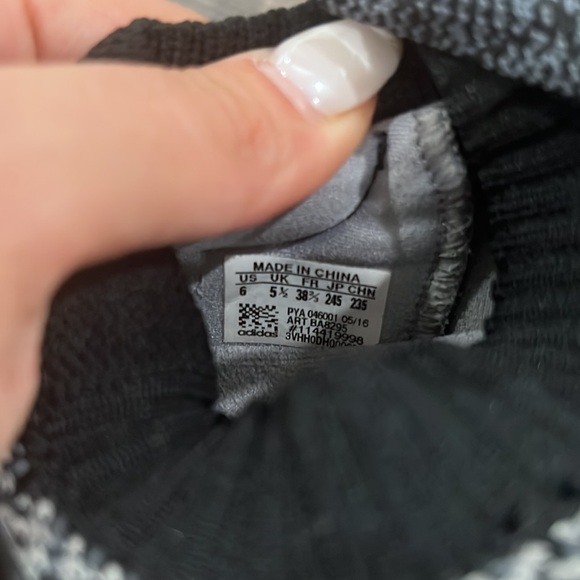 MADE IN CHINA
US UK FR JP CHN
6 5½ 38⅔ 245 235
PYA 046001 05/16
ART BA8295
#114419998
adidas